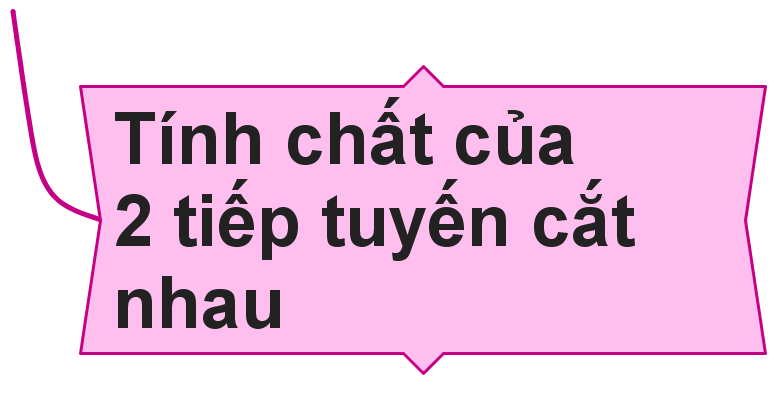 Tính chất của
2 tiếp tuyến cắt
nhau